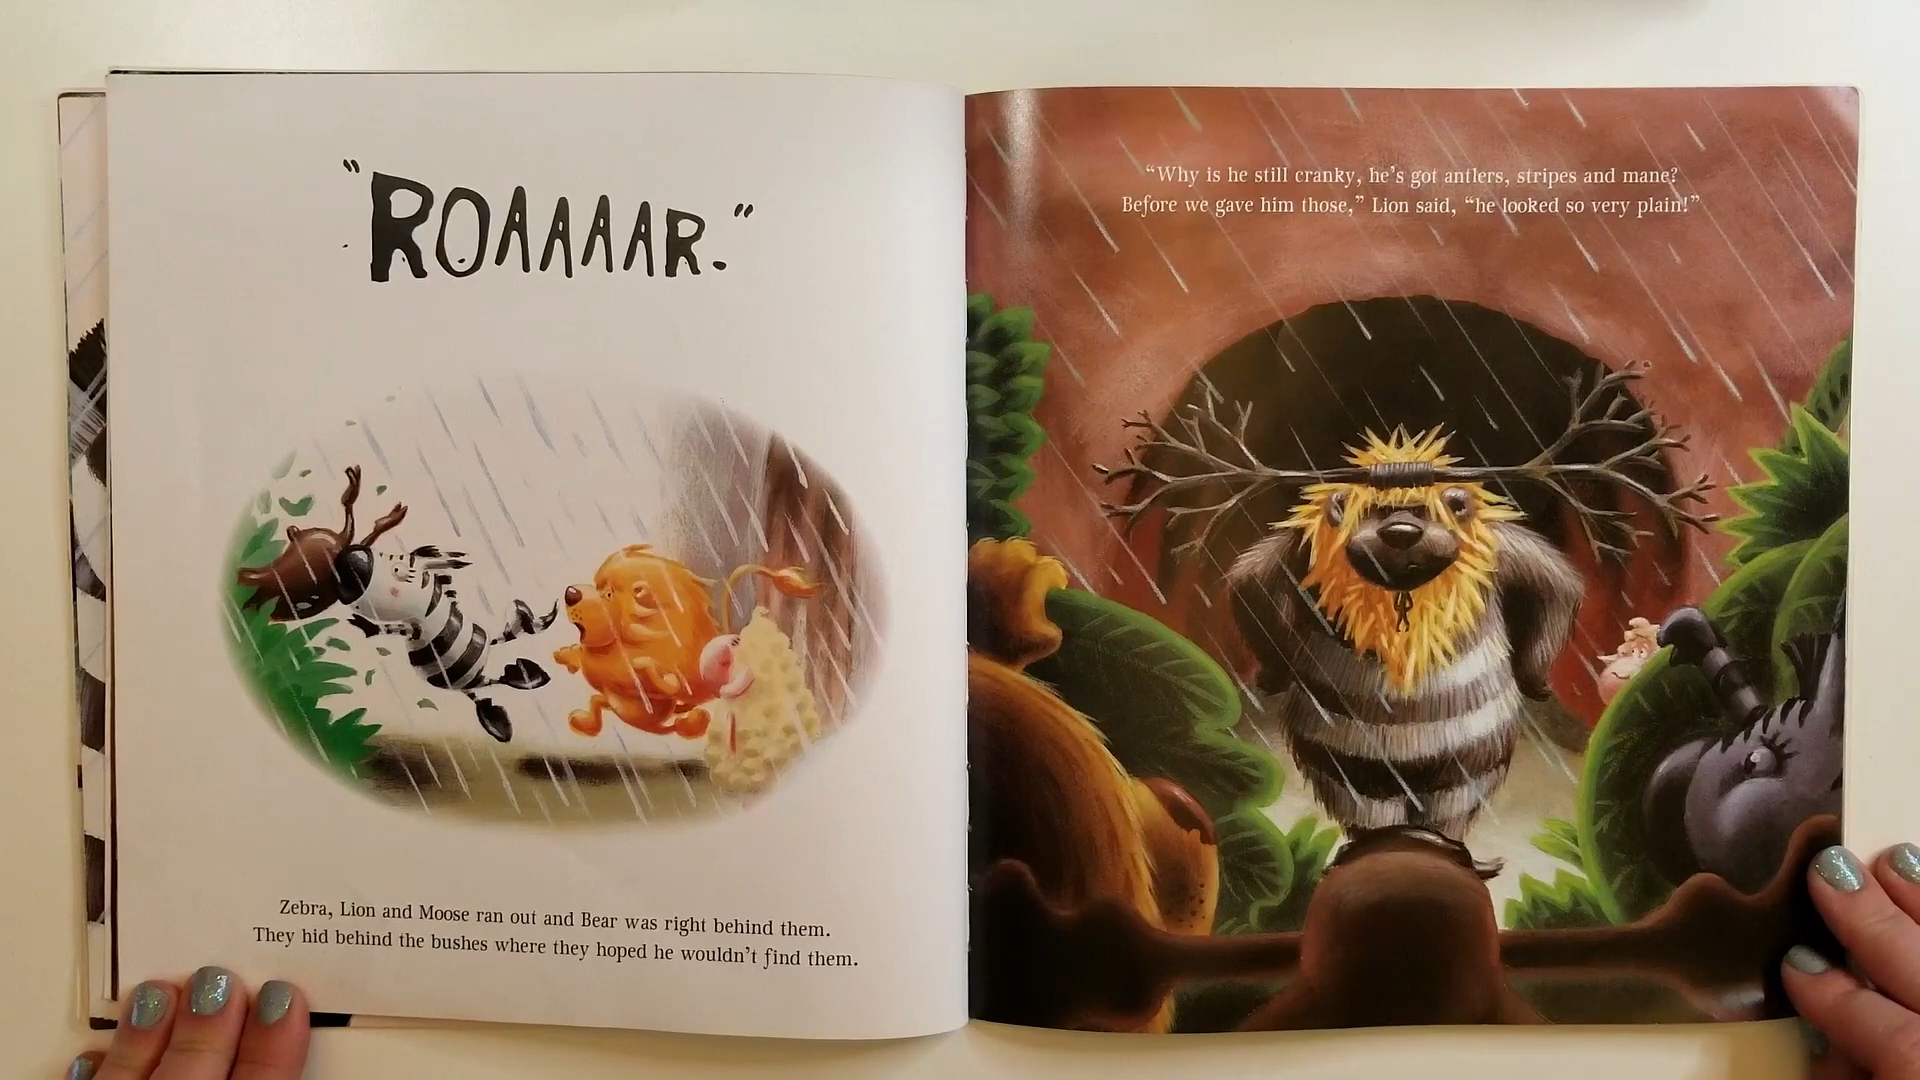 "ROAAAAR."
Zebra, Lion and Moose ran out and Bear was right behind them.
They hid behind the bushes where they hoped he wouldn't find them.
“Why is he still cranky, he's got antlers, stripes and mane?
Before we gave him those,” Lion said, “he looked so very plain!”